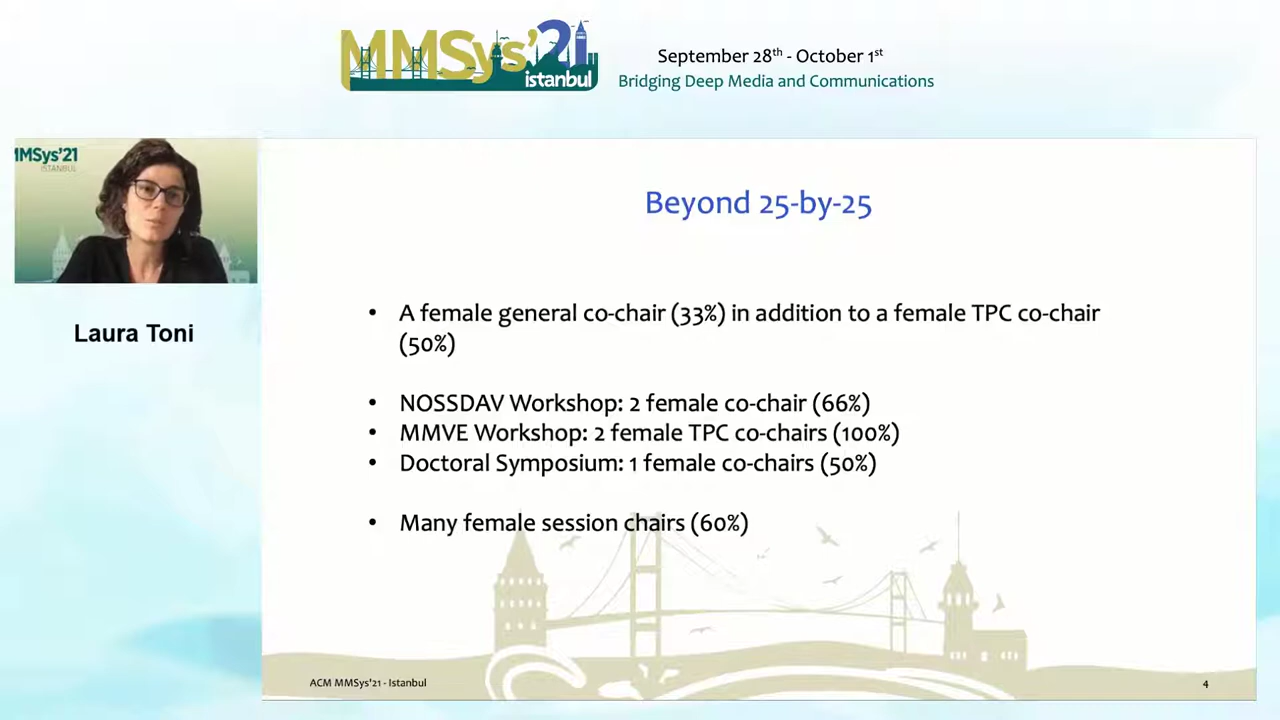 MMSys'21
istanbul
September 28th - October 1st
Bridging Deep Media and Communications
MMSys'21
ISTANBUL
Laura Toni
Beyond 25-by-25
• A female general co-chair (33%) in addition to a female TPC co-chair
(50%)
• NOSSDAV Workshop: 2 female co-chair (66%)
• MMVE Workshop: 2 female TPC co-chairs (100%)
• Doctoral Symposium: 1 female co-chairs (50%)
• Many female session chairs (60%)
ACM MMSys'21 - Istanbul
4